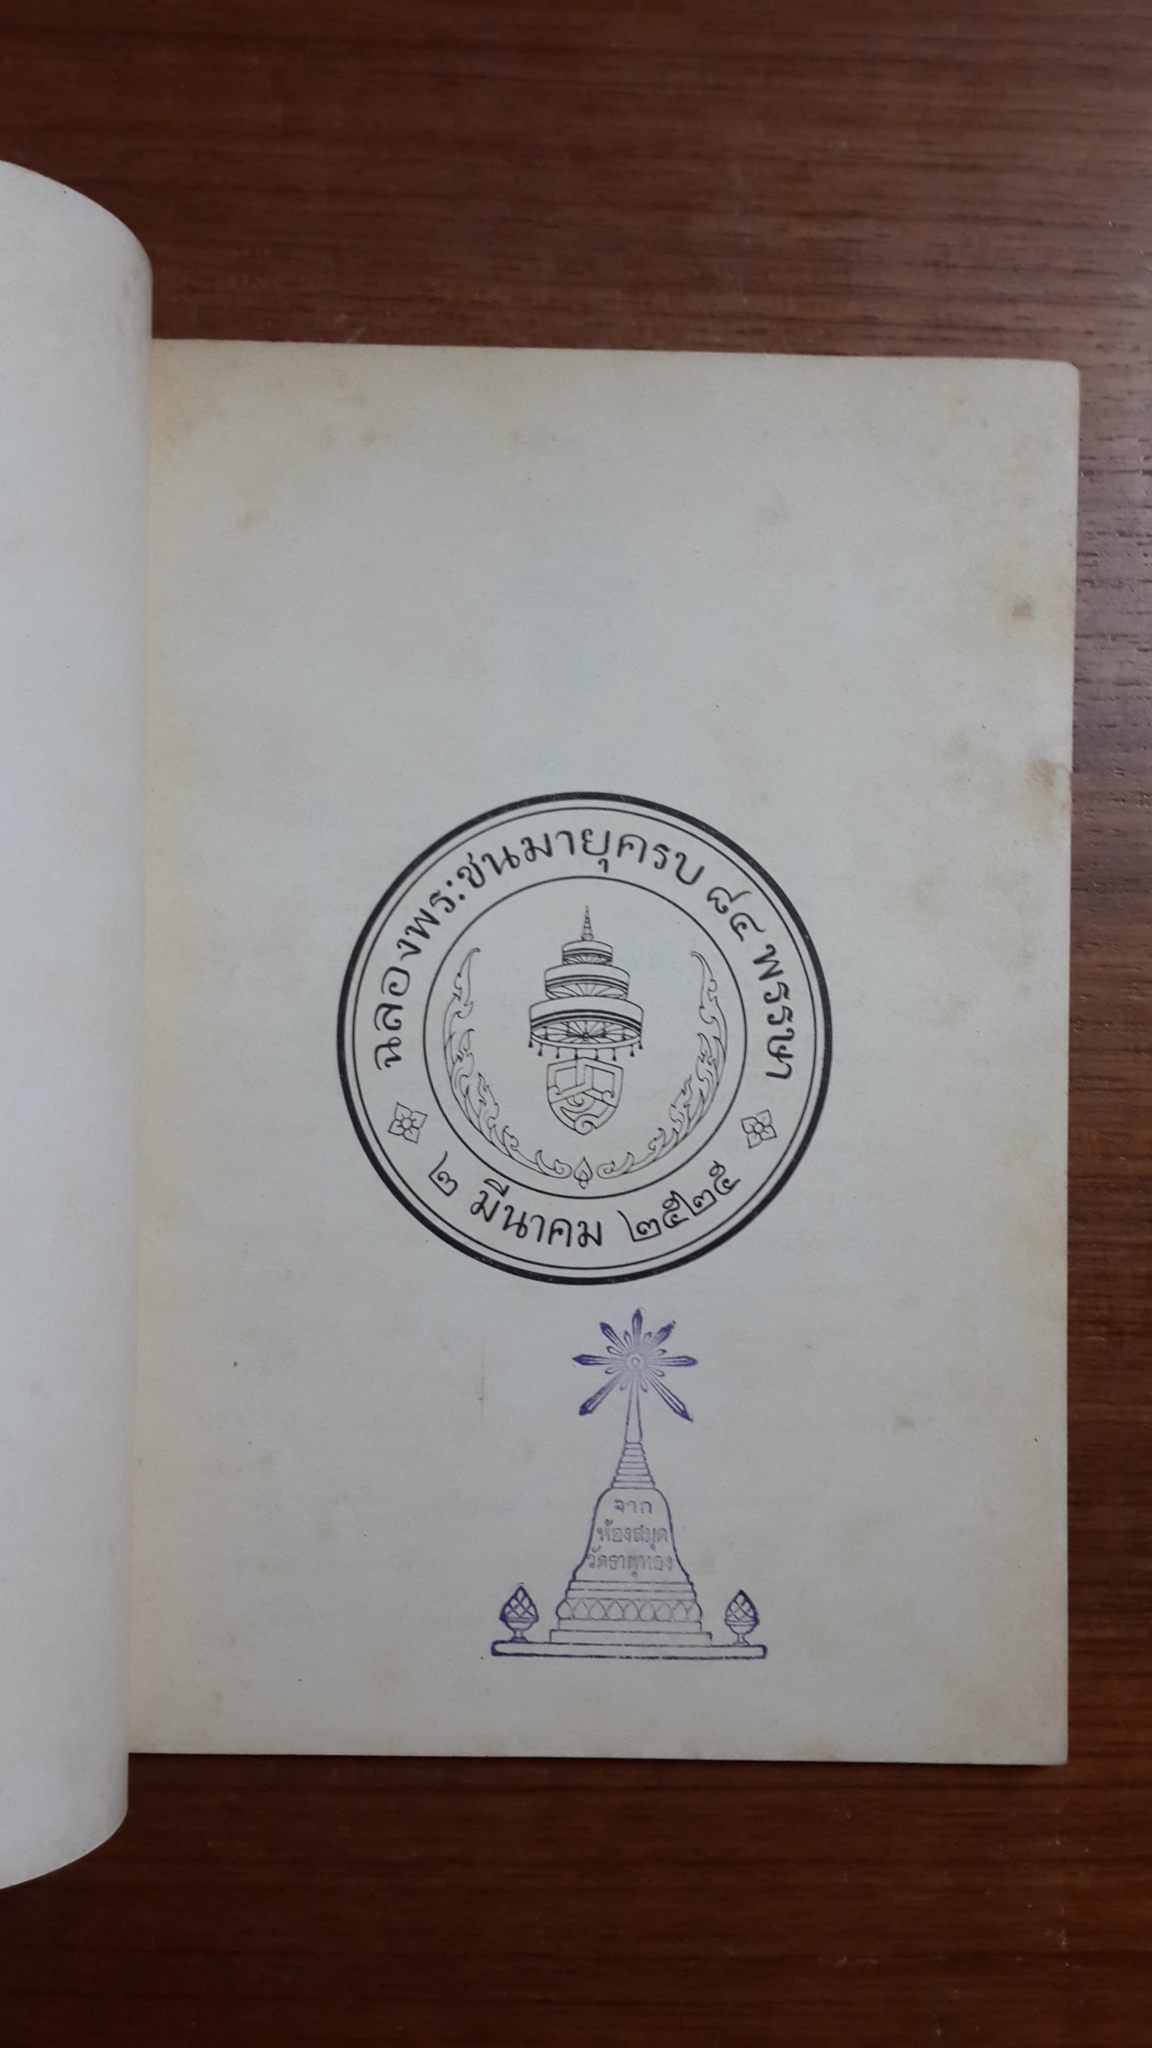 ฉลองพระชนมายุครบ ๘๔ พรรษา
๒ มีนาคม ๒๕๒๕
จาก
ห้องสมุด
วัดธาตุทอง